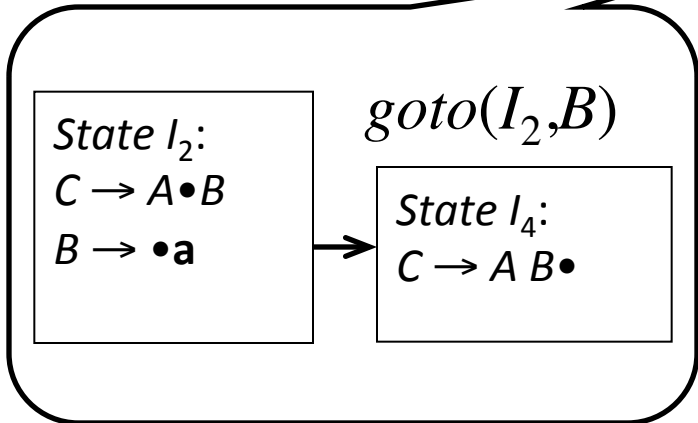 State I₂:
C → A•B
B → •a
goto(I₂,B)
State I₄:
C → A B•